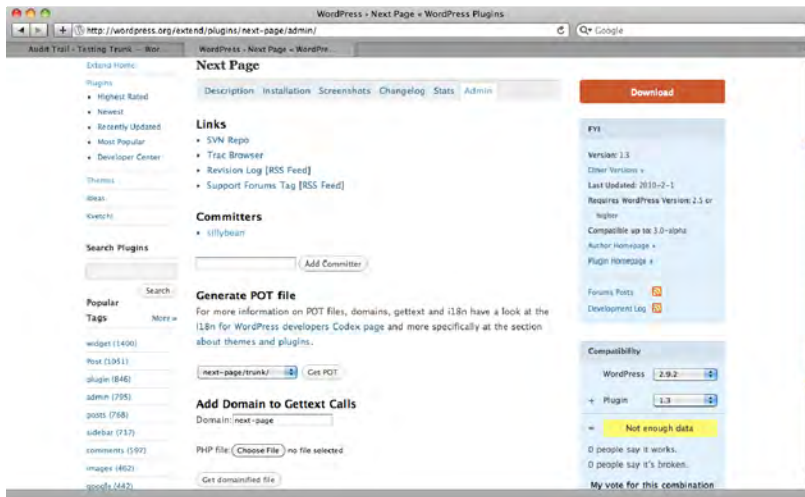 WordPress › Next Page « WordPress Plugins
http://wordpress.org/extend/plugins/next-page/admin/
Google
Audit Trail - Testing Trunk — Wor...
WordPress › Next Page « WordPre...
Extend Home
Plugins
• Highest Rated
• Newest
• Recently Updated
• Most Popular
• Developer Center
Themes
Ideas
Kvetch!
Search Plugins
Search
Popular
Tags
More »
widget (1400)
Post (1051)
plugin (846)
admin (795)
posts (768)
sidebar (717)
comments (597)
images (462)
google (442)
Next Page
Description Installation Screenshots Changelog Stats Admin
Links
• SVN Repo
• Trac Browser
• Revision Log [RSS Feed]
• Support Forums Tag [RSS Feed]
Committers
• sillybean
Add Committer
Generate POT file
For more information on POT files, domains, gettext and i18n have a look at the
I18n for WordPress developers Codex page and more specifically at the section
about themes and plugins.
next-page/trunk/
Get POT
Add Domain to Gettext Calls
Domain: next-page
PHP file: Choose File no file selected
Get domainified file
Download
FYI
Version: 1.3
Other Versions »
Last Updated: 2010-2-1
Requires WordPress Version: 2.5 or
higher
Compatible up to: 3.0-alpha
Author Homepage »
Plugin Homepage »
Forums Posts
Development Log
Compatibility
WordPress 2.9.2
+ Plugin 1.3
= Not enough data
0 people say it works.
0 people say it's broken.
My vote for this combination